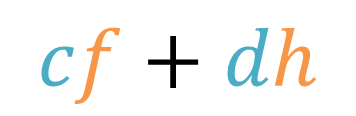 cf + dh